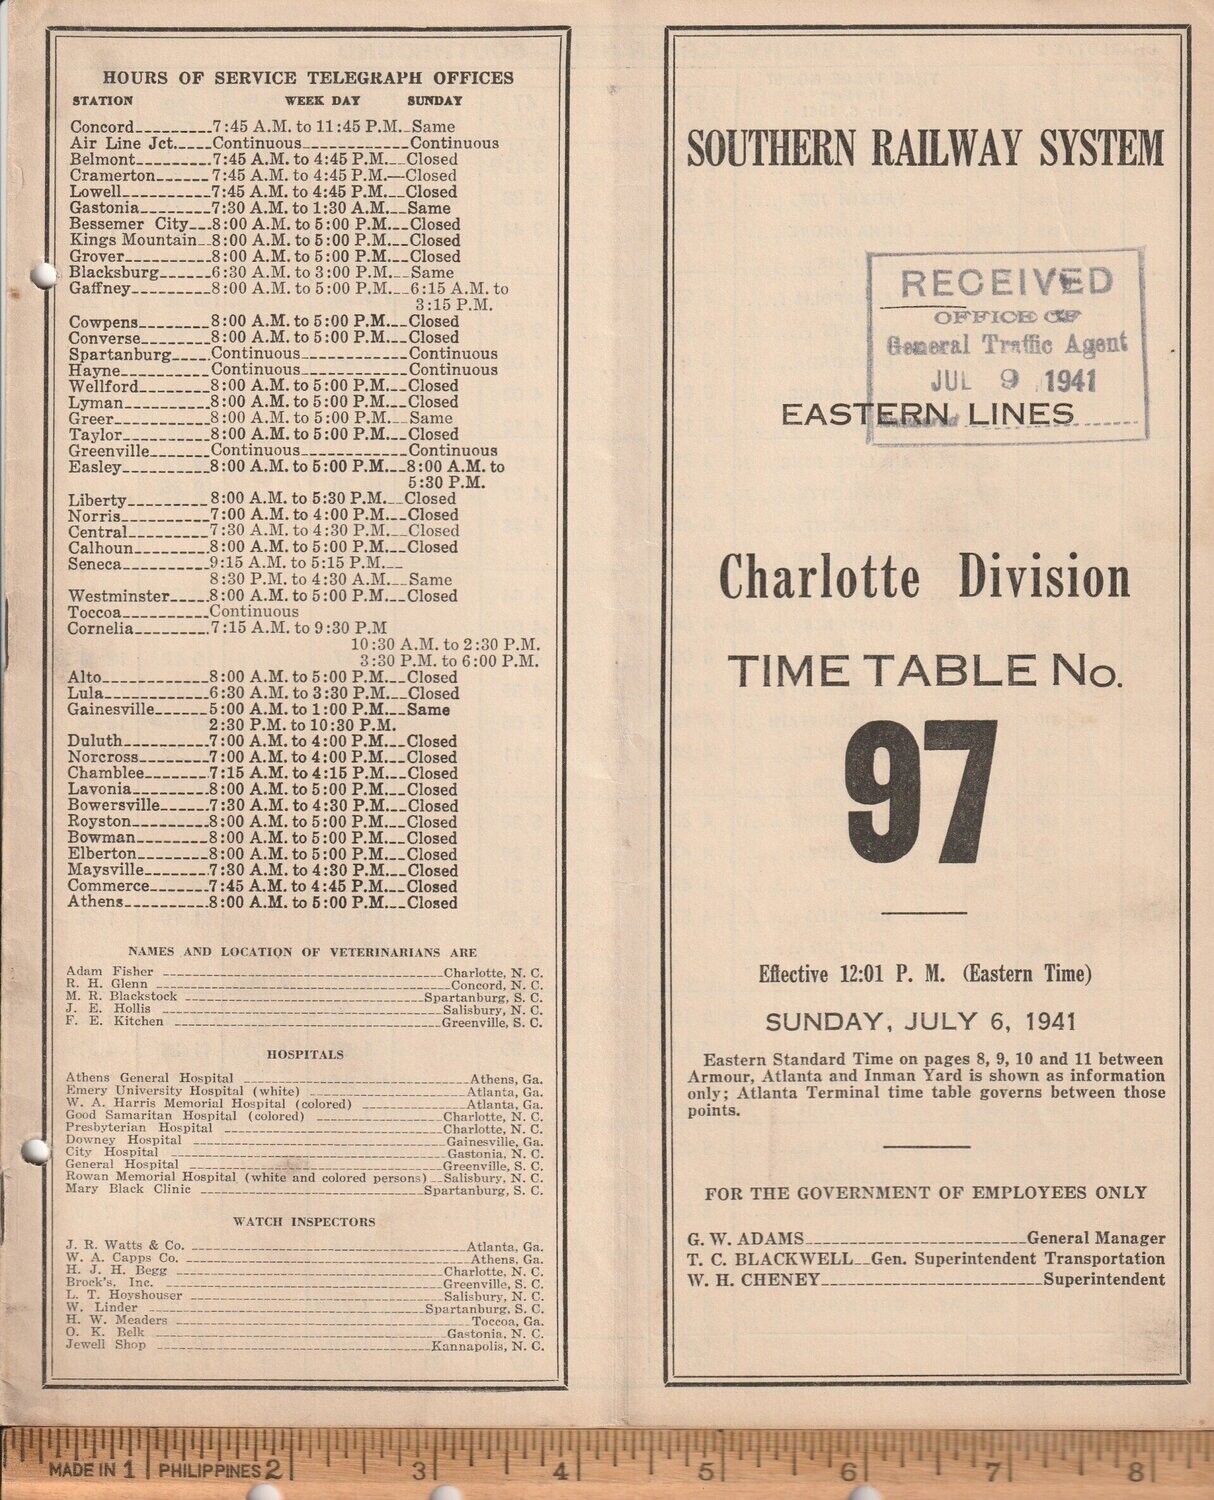 HOURS OF SERVICE TELEGRAPH OFFICES
STATION WEEK DAY SUNDAY
Concord 7:45 A.M. to 11:45 P.M. Same
Air Line Jct. Continuous Continuous
Belmont 7:45 A.M. to 4:45 P.M. Closed
Cramerton 7:45 A.M. to 4:45 P.M.—Closed
Lowell 7:45 A.M. to 4:45 P.M. Closed
Gastonia 7:30 A.M. to 1:30 A.M. Same
Bessemer City 8:00 A.M. to 5:00 P.M. Closed
Kings Mountain 8:00 A.M. to 5:00 P.M. Closed
Grover 8:00 A.M. to 5:00 P.M. Closed
Blacksburg 6:30 A.M. to 3:00 P.M. Same
Gaffney 8:00 A.M. to 5:00 P.M. 6:15 A.M. to
3:15 P.M.
Cowpens 8:00 A.M. to 5:00 P.M. Closed
Converse 8:00 A.M. to 5:00 P.M. Closed
Spartanburg Continuous Continuous
Hayne Continuous Continuous
Wellford 8:00 A.M. to 5:00 P.M. Closed
Lyman 8:00 A.M. to 5:00 P.M. Closed
Greer 8:00 A.M. to 5:00 P.M. Same
Taylor 8:00 A.M. to 5:00 P.M. Closed
Greenville Continuous Continuous
Easley 8:00 A.M. to 5:00 P.M. 8:00 A.M. to
5:30 P.M.
Liberty 8:00 A.M. to 5:30 P.M. Closed
Norris 7:00 A.M. to 4:00 P.M. Closed
Central 7:30 A.M. to 4:30 P.M. Closed
Calhoun 8:00 A.M. to 5:00 P.M. Closed
Seneca 9:15 A.M. to 5:15 P.M.
8:30 P.M. to 4:30 A.M. Same
Westminster 8:00 A.M. to 5:00 P.M. Closed
Toccoa Continuous
Cornelia 7:15 A.M. to 9:30 P.M
10:30 A.M. to 2:30 P.M.
3:30 P.M. to 6:00 P.M.
Alto 8:00 A.M. to 5:00 P.M. Closed
Lula 6:30 A.M. to 3:30 P.M. Closed
Gainesville 5:00 A.M. to 1:00 P.M. Same
2:30 P.M. to 10:30 P.M.
Duluth 7:00 A.M. to 4:00 P.M. Closed
Norcross 7:00 A.M. to 4:00 P.M. Closed
Chamblee 7:15 A.M. to 4:15 P.M. Closed
Lavonia 8:00 A.M. to 5:00 P.M. Closed
Bowersville 7:30 A.M. to 4:30 P.M. Closed
Royston 8:00 A.M. to 5:00 P.M. Closed
Bowman 8:00 A.M. to 5:00 P.M. Closed
Elberton 8:00 A.M. to 5:00 P.M. Closed
Maysville 7:30 A.M. to 4:30 P.M. Closed
Commerce 7:45 A.M. to 4:45 P.M. Closed
Athens 8:00 A.M. to 5:00 P.M. Closed
NAMES AND LOCATION OF VETERINARIANS ARE
Adam Fisher Charlotte, N. C.
R. H. Glenn Concord, N. C.
M. R. Blackstock Spartanburg, S. C.
J. E. Hollis Salisbury, N. C.
F. E. Kitchen Greenville, S. C.
HOSPITALS
Athens General Hospital Athens, Ga.
Emery University Hospital (white) Atlanta, Ga.
W. A. Harris Memorial Hospital (colored) Atlanta, Ga.
Good Samaritan Hospital (colored) Charlotte, N. C.
Presbyterian Hospital Charlotte, N. C.
Downey Hospital Gainesville, Ga.
City Hospital Gastonia, N. C.
General Hospital Greenville, S. C.
Rowan Memorial Hospital (white and colored persons) Salisbury, N. C.
Mary Black Clinic Spartanburg, S. C.
WATCH INSPECTORS
J. R. Watts & Co. Atlanta, Ga.
W. A. Capps Co. Athens, Ga.
H. J. H. Begg Charlotte, N. C.
Brock's, Inc. Greenville, S. C.
L. T. Hoyshouser Salisbury, N. C.
W. Linder Spartanburg, S. C.
H. W. Meaders Toccoa, Ga.
O. K. Belk Gastonia, N. C.
Jewell Shop Kannapolis, N. C.
SOUTHERN RAILWAY SYSTEM
RECEIVED
OFFICE OF
General Traffic Agent
JUL 9 1941
EASTERN LINES
Charlotte Division
TIME TABLE No.
97
Effective 12:01 P. M. (Eastern Time)
SUNDAY, JULY 6, 1941
Eastern Standard Time on pages 8, 9, 10 and 11 between
Armour, Atlanta and Inman Yard is shown as information
only; Atlanta Terminal time table governs between those
points.
FOR THE GOVERNMENT OF EMPLOYEES ONLY
G. W. ADAMS General Manager
T. C. BLACKWELL Gen. Superintendent Transportation
W. H. CHENEY Superintendent
MADE IN 1 PHILIPPINES 2 3 4 5 6 7 8